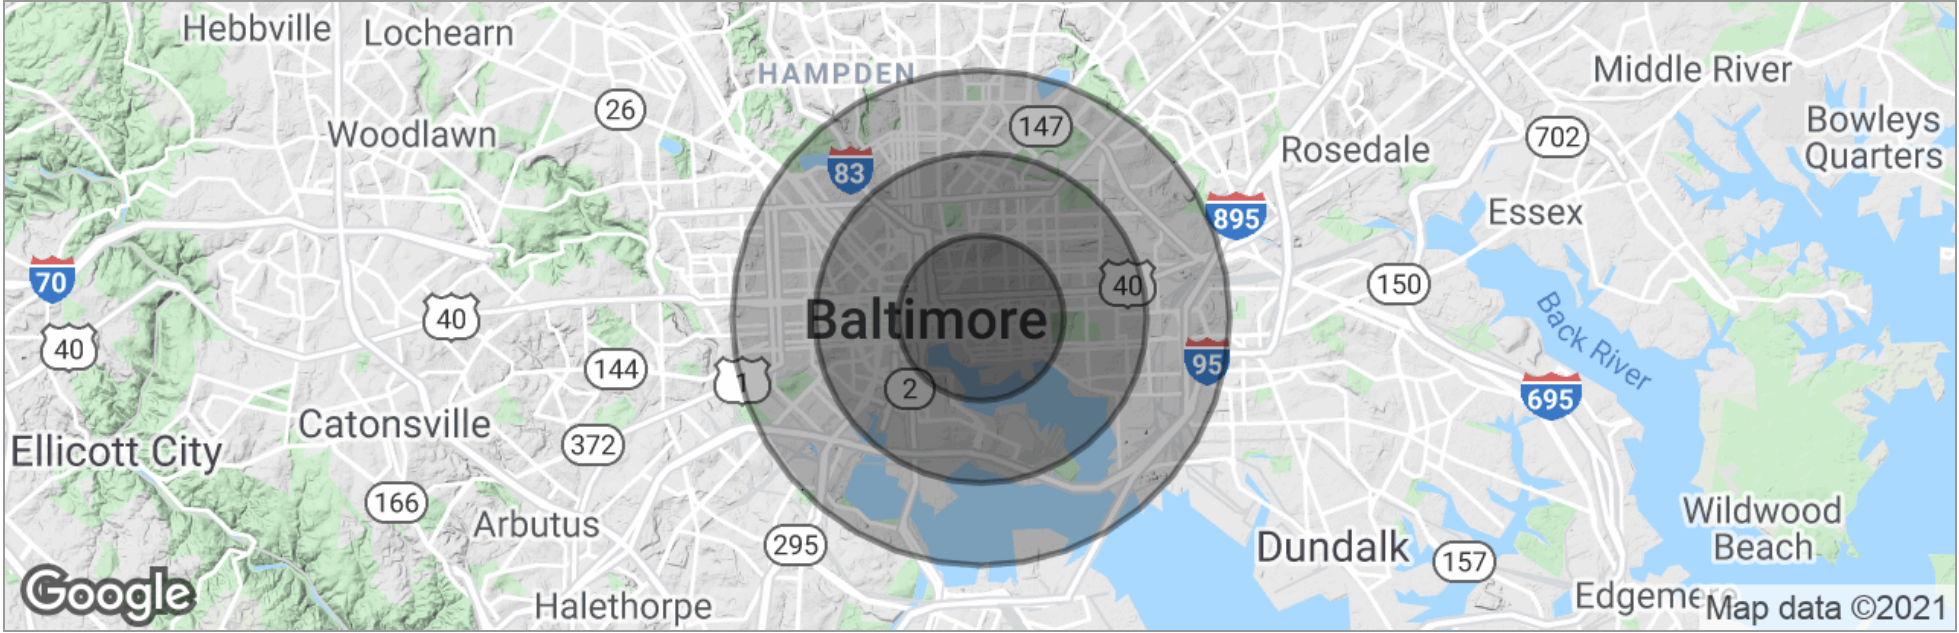 Hebbville
Lochearn
HAMPDEN
Middle River
26
147
Bowleys
Quarters
Woodlawn
702
Rosedale
83
895
Essex
70
40
150
40
Baltimore
40
144
1
2
95
Back River
695
Catonsville
372
Ellicott City
166
Arbutus
295
Dundalk
157
Wildwood
Beach
Google
Halethorpe
Edgemere
Map data ©2021